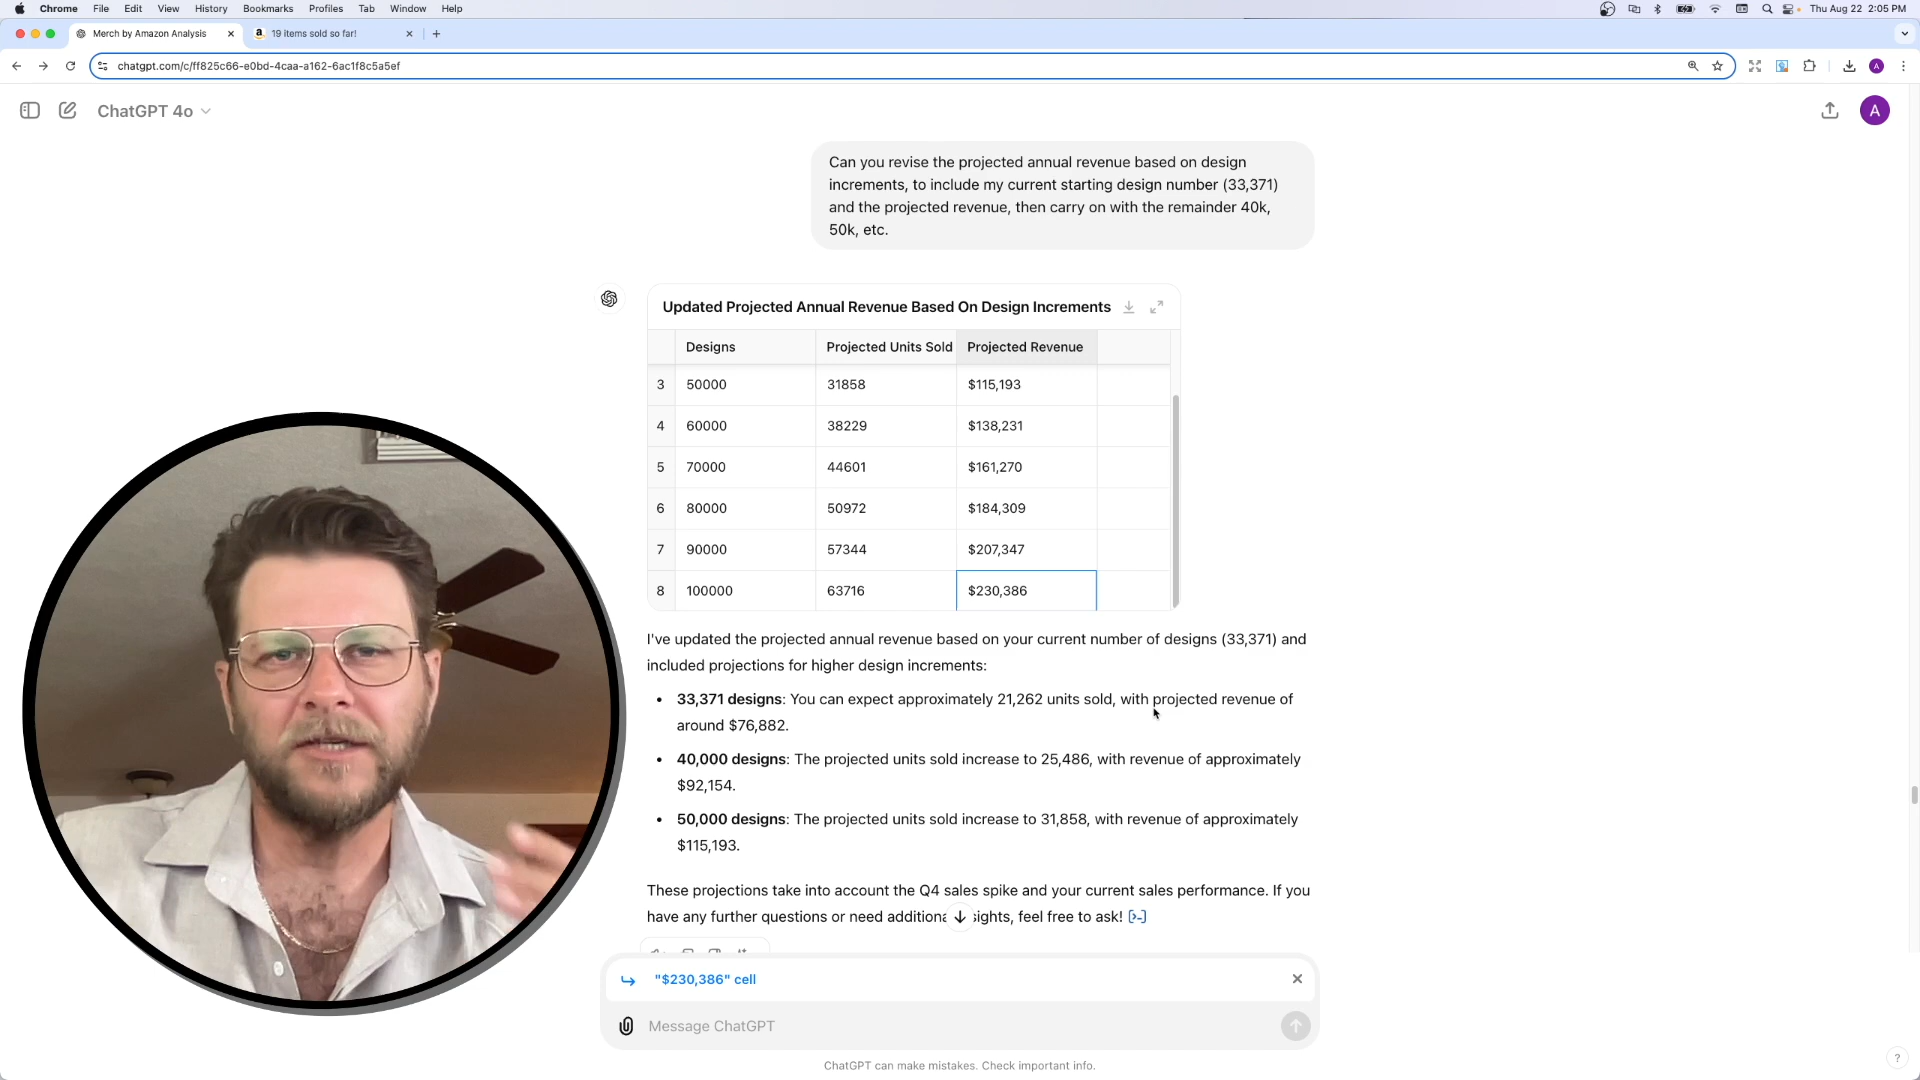 Chrome File Edit View History Bookmarks Profiles Tab Window Help
Thu Aug 22 2:05 PM
Merch by Amazon Analysis
19 items sold so far!
chatgpt.com/c/ff825c66-e0bd-4caa-a162-6ac1f8c5a5ef
A
ChatGPT 4o
A
Can you revise the projected annual revenue based on design
increments, to include my current starting design number (33,371)
and the projected revenue, then carry on with the remainder 40k,
50k, etc.
Updated Projected Annual Revenue Based On Design Increments
Designs Projected Units Sold Projected Revenue
3 50000 31858 $115,193
4 60000 38229 $138,231
5 70000 44601 $161,270
6 80000 50972 $184,309
7 90000 57344 $207,347
8 100000 63716 $230,386
I've updated the projected annual revenue based on your current number of designs (33,371) and
included projections for higher design increments:
• 33,371 designs: You can expect approximately 21,262 units sold, with projected revenue of
around $76,882.
• 40,000 designs: The projected units sold increase to 25,486, with revenue of approximately
$92,154.
• 50,000 designs: The projected units sold increase to 31,858, with revenue of approximately
$115,193.
These projections take into account the Q4 sales spike and your current sales performance. If you
have any further questions or need additiona sights, feel free to ask!
"$230,386" cell
Message ChatGPT
ChatGPT can make mistakes. Check important info.
?